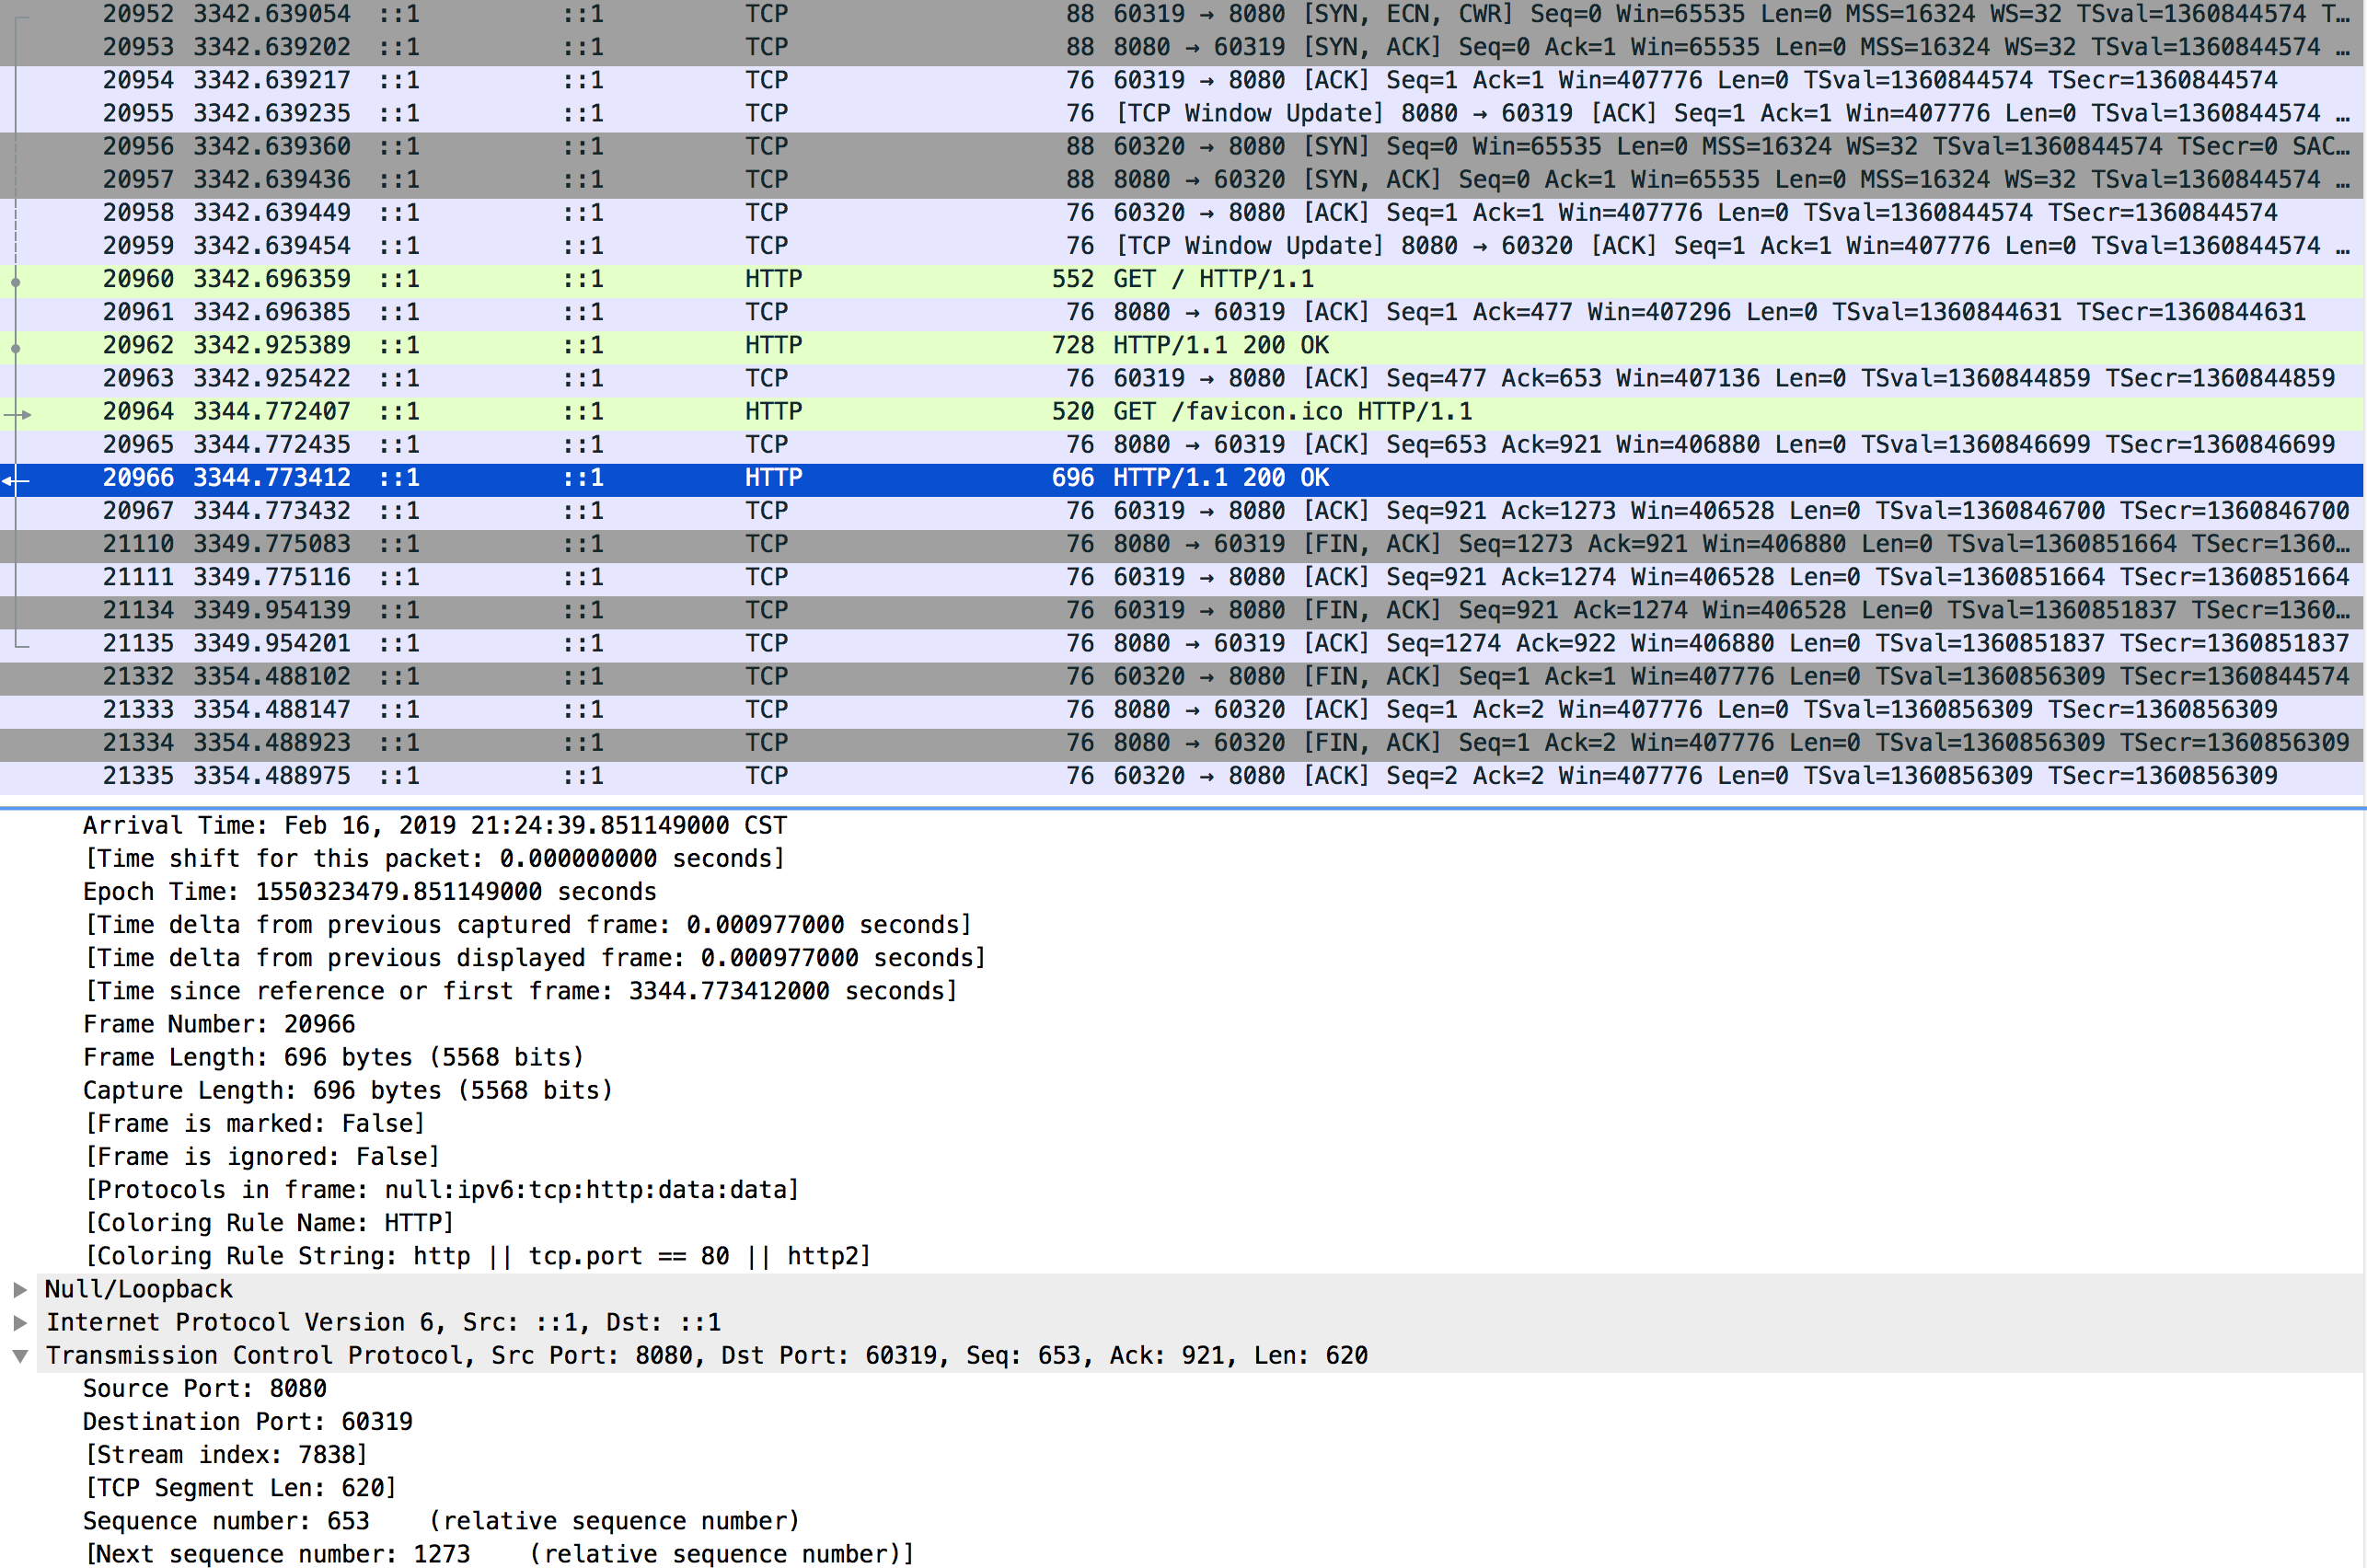 20952 3342.639054 ::1 ::1 TCP 88 60319 → 8080 [SYN, ECN, CWR] Seq=0 Win=65535 Len=0 MSS=16324 WS=32 TSval=1360844574 T…
20953 3342.639202 ::1 ::1 TCP 88 8080 → 60319 [SYN, ACK] Seq=0 Ack=1 Win=65535 Len=0 MSS=16324 WS=32 TSval=1360844574 …
20954 3342.639217 ::1 ::1 TCP 76 60319 → 8080 [ACK] Seq=1 Ack=1 Win=407776 Len=0 TSval=1360844574 TSecr=1360844574
20955 3342.639235 ::1 ::1 TCP 76 [TCP Window Update] 8080 → 60319 [ACK] Seq=1 Ack=1 Win=407776 Len=0 TSval=1360844574 …
20956 3342.639360 ::1 ::1 TCP 88 60320 → 8080 [SYN] Seq=0 Win=65535 Len=0 MSS=16324 WS=32 TSval=1360844574 TSecr=0 SAC…
20957 3342.639436 ::1 ::1 TCP 88 8080 → 60320 [SYN, ACK] Seq=0 Ack=1 Win=65535 Len=0 MSS=16324 WS=32 TSval=1360844574 …
20958 3342.639449 ::1 ::1 TCP 76 60320 → 8080 [ACK] Seq=1 Ack=1 Win=407776 Len=0 TSval=1360844574 TSecr=1360844574
20959 3342.639454 ::1 ::1 TCP 76 [TCP Window Update] 8080 → 60320 [ACK] Seq=1 Ack=1 Win=407776 Len=0 TSval=1360844574 …
20960 3342.696359 ::1 ::1 HTTP 552 GET / HTTP/1.1
20961 3342.696385 ::1 ::1 TCP 76 8080 → 60319 [ACK] Seq=1 Ack=477 Win=407296 Len=0 TSval=1360844631 TSecr=1360844631
20962 3342.925389 ::1 ::1 HTTP 728 HTTP/1.1 200 OK
20963 3342.925422 ::1 ::1 TCP 76 60319 → 8080 [ACK] Seq=477 Ack=653 Win=407136 Len=0 TSval=1360844859 TSecr=1360844859
20964 3344.772407 ::1 ::1 HTTP 520 GET /favicon.ico HTTP/1.1
20965 3344.772435 ::1 ::1 TCP 76 8080 → 60319 [ACK] Seq=653 Ack=921 Win=406880 Len=0 TSval=1360846699 TSecr=1360846699
20966 3344.773412 ::1 ::1 HTTP 696 HTTP/1.1 200 OK
20967 3344.773432 ::1 ::1 TCP 76 60319 → 8080 [ACK] Seq=921 Ack=1273 Win=406528 Len=0 TSval=1360846700 TSecr=1360846700
21110 3349.775083 ::1 ::1 TCP 76 8080 → 60319 [FIN, ACK] Seq=1273 Ack=921 Win=406880 Len=0 TSval=1360851664 TSecr=1360…
21111 3349.775116 ::1 ::1 TCP 76 60319 → 8080 [ACK] Seq=921 Ack=1274 Win=406528 Len=0 TSval=1360851664 TSecr=1360851664
21134 3349.954139 ::1 ::1 TCP 76 60319 → 8080 [FIN, ACK] Seq=921 Ack=1274 Win=406528 Len=0 TSval=1360851837 TSecr=1360…
21135 3349.954201 ::1 ::1 TCP 76 8080 → 60319 [ACK] Seq=1274 Ack=922 Win=406880 Len=0 TSval=1360851837 TSecr=1360851837
21332 3354.488102 ::1 ::1 TCP 76 60320 → 8080 [FIN, ACK] Seq=1 Ack=1 Win=407776 Len=0 TSval=1360856309 TSecr=1360844574
21333 3354.488147 ::1 ::1 TCP 76 8080 → 60320 [ACK] Seq=1 Ack=2 Win=407776 Len=0 TSval=1360856309 TSecr=1360856309
21334 3354.488923 ::1 ::1 TCP 76 8080 → 60320 [FIN, ACK] Seq=1 Ack=2 Win=407776 Len=0 TSval=1360856309 TSecr=1360856309
21335 3354.488975 ::1 ::1 TCP 76 60320 → 8080 [ACK] Seq=2 Ack=2 Win=407776 Len=0 TSval=1360856309 TSecr=1360856309
Arrival Time: Feb 16, 2019 21:24:39.851149000 CST
[Time shift for this packet: 0.000000000 seconds]
Epoch Time: 1550323479.851149000 seconds
[Time delta from previous captured frame: 0.000977000 seconds]
[Time delta from previous displayed frame: 0.000977000 seconds]
[Time since reference or first frame: 3344.773412000 seconds]
Frame Number: 20966
Frame Length: 696 bytes (5568 bits)
Capture Length: 696 bytes (5568 bits)
[Frame is marked: False]
[Frame is ignored: False]
[Protocols in frame: null:ipv6:tcp:http:data:data]
[Coloring Rule Name: HTTP]
[Coloring Rule String: http || tcp.port == 80 || http2]
Null/Loopback
Internet Protocol Version 6, Src: ::1, Dst: ::1
Transmission Control Protocol, Src Port: 8080, Dst Port: 60319, Seq: 653, Ack: 921, Len: 620
Source Port: 8080
Destination Port: 60319
[Stream index: 7838]
[TCP Segment Len: 620]
Sequence number: 653 (relative sequence number)
[Next sequence number: 1273 (relative sequence number)]